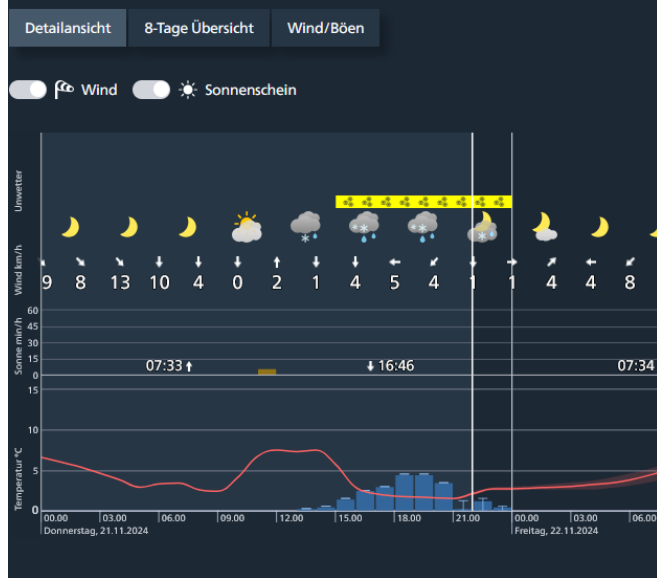 Detailansicht 8-Tage Übersicht Wind/Böen
Wind Sonnenschein
Unwetter
Wind km/h
9 8 13 10 4 0 2 1 4 5 4 1 1 4 4 8
Sonne min/h
60
45
30
15
0
07:33 16:46 07:34
Temperatur °C
15
10
5
0
00.00 03.00 06.00 09.00 12.00 15.00 18.00 21.00 00.00 03.00 06.00
Donnerstag, 21.11.2024 Freitag, 22.11.2024